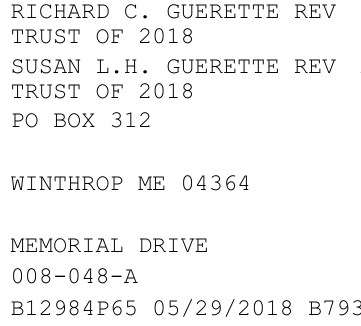 RICHARD C. GUERETTE REV
TRUST OF 2018
SUSAN L.H. GUERETTE REV
TRUST OF 2018
PO BOX 312
WINTHROP ME 04364
MEMORIAL DRIVE
008-048-A
B12984P65 05/29/2018 B793